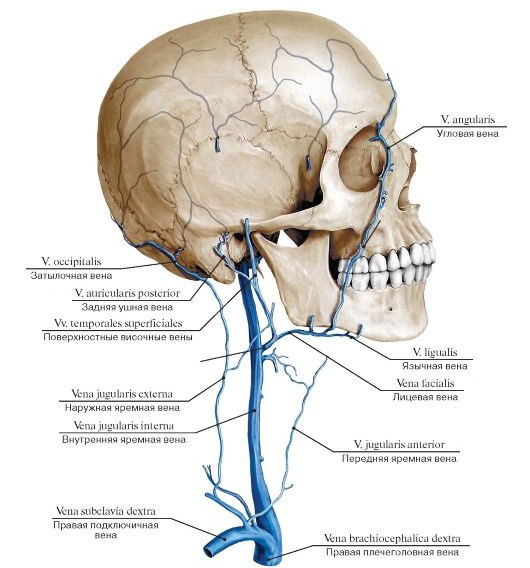 V. angularis
Угловая вена
V. occipitalis
Затылочная вена
V. auricularis posterior
Задняя ушная вена
Vv. temporales superficiales
Поверхностные височные вены
V. ligualis
Язычная вена
Vena facialis
Лицевая вена
Vena jugularis externa
Наружная яремная вена
Vena jugularis interna
Внутренняя яремная вена
V. jugularis anterior
Передняя яремная вена
Vena subclavia dextra
Правая подключичная
вена
Vena brachiocephalica dextra
Правая плечеголовная вена